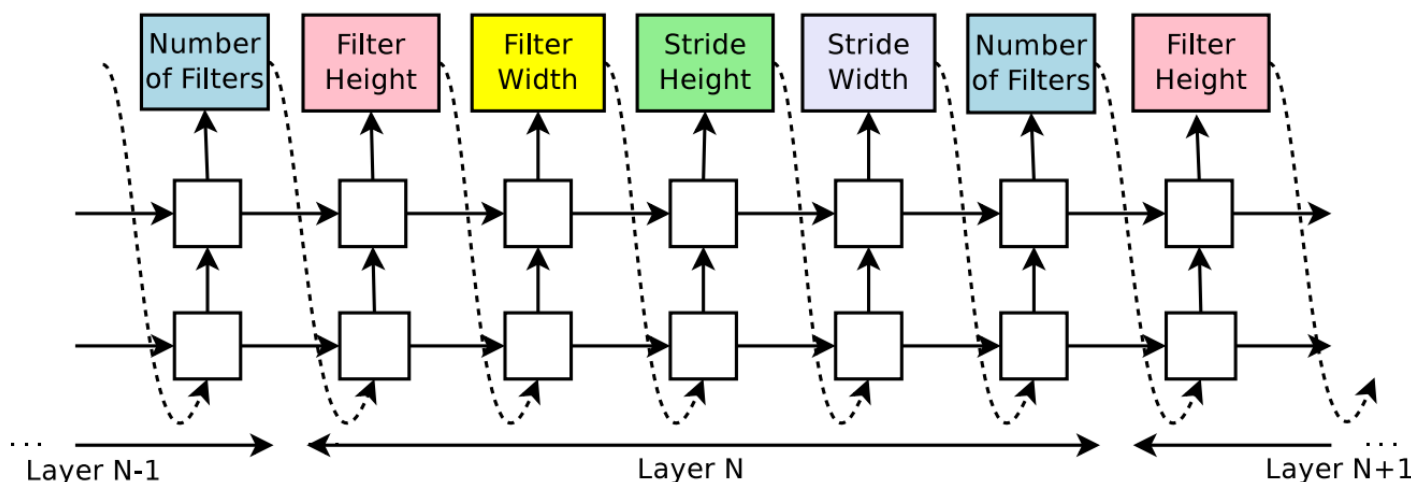 Number
of Filters
Filter
Height
Filter
Width
Stride
Height
Stride
Width
Number
of Filters
Filter
Height
...
Layer N-1
Layer N
...
Layer N+1